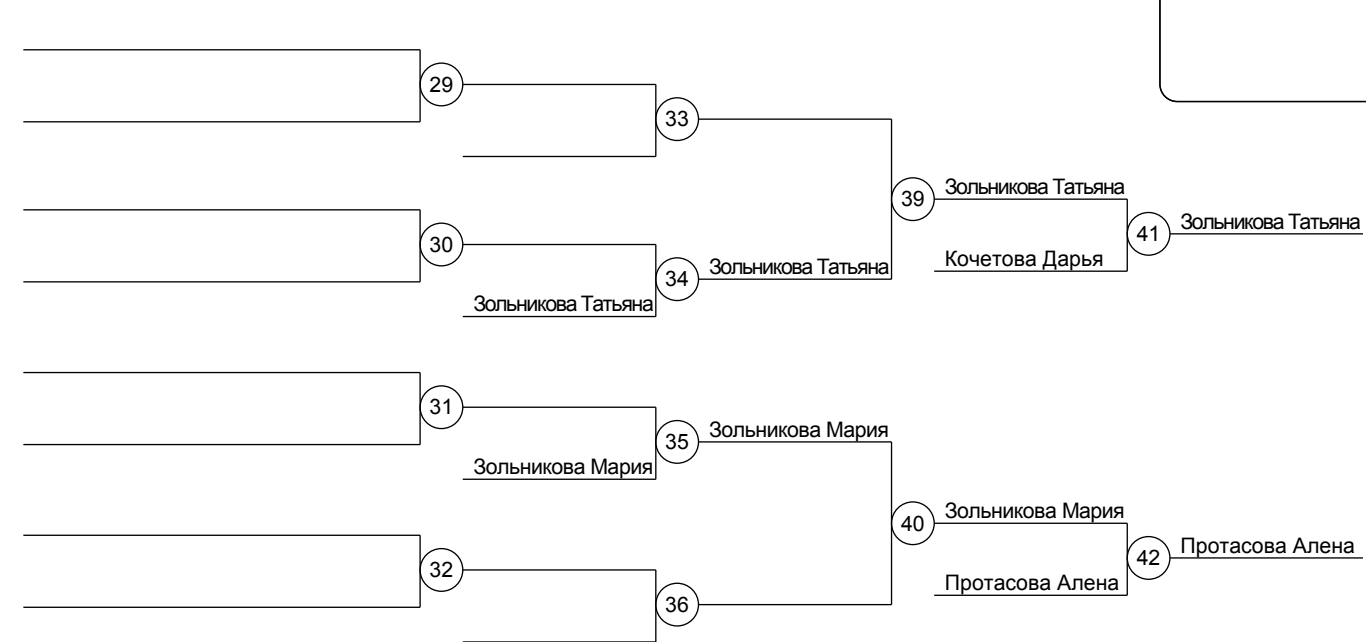 29
33
39
Зольникова Татьяна
41
Зольникова Татьяна
30
Кочетова Дарья
34
Зольникова Татьяна
Зольникова Татьяна
31
35
Зольникова Мария
Зольникова Мария
40
Зольникова Мария
42
Протасова Алена
32
Протасова Алена
36